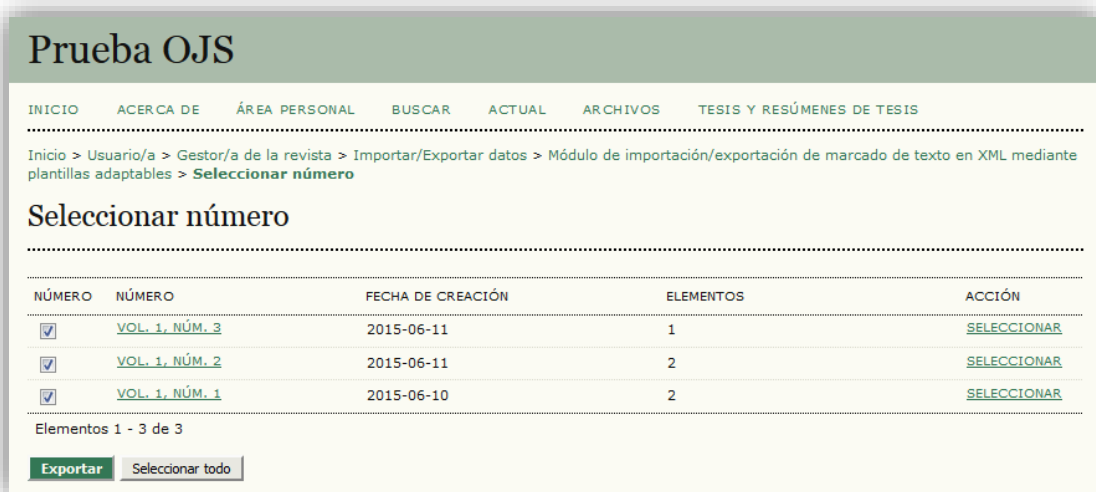 Prueba OJS
INICIO ACERCA DE ÁREA PERSONAL BUSCAR ACTUAL ARCHIVOS TESIS Y RESÚMENES DE TESIS
Inicio > Usuario/a > Gestor/a de la revista > Importar/Exportar datos > Módulo de importación/exportación de marcado de texto en XML mediante
plantillas adaptables > Seleccionar número
Seleccionar número
NÚMERO NÚMERO FECHA DE CREACIÓN ELEMENTOS ACCIÓN
VOL. 1, NÚM. 3 2015-06-11 1 SELECCIONAR
VOL. 1, NÚM. 2 2015-06-11 2 SELECCIONAR
VOL. 1, NÚM. 1 2015-06-10 2 SELECCIONAR
Elementos 1 - 3 de 3
Exportar Seleccionar todo